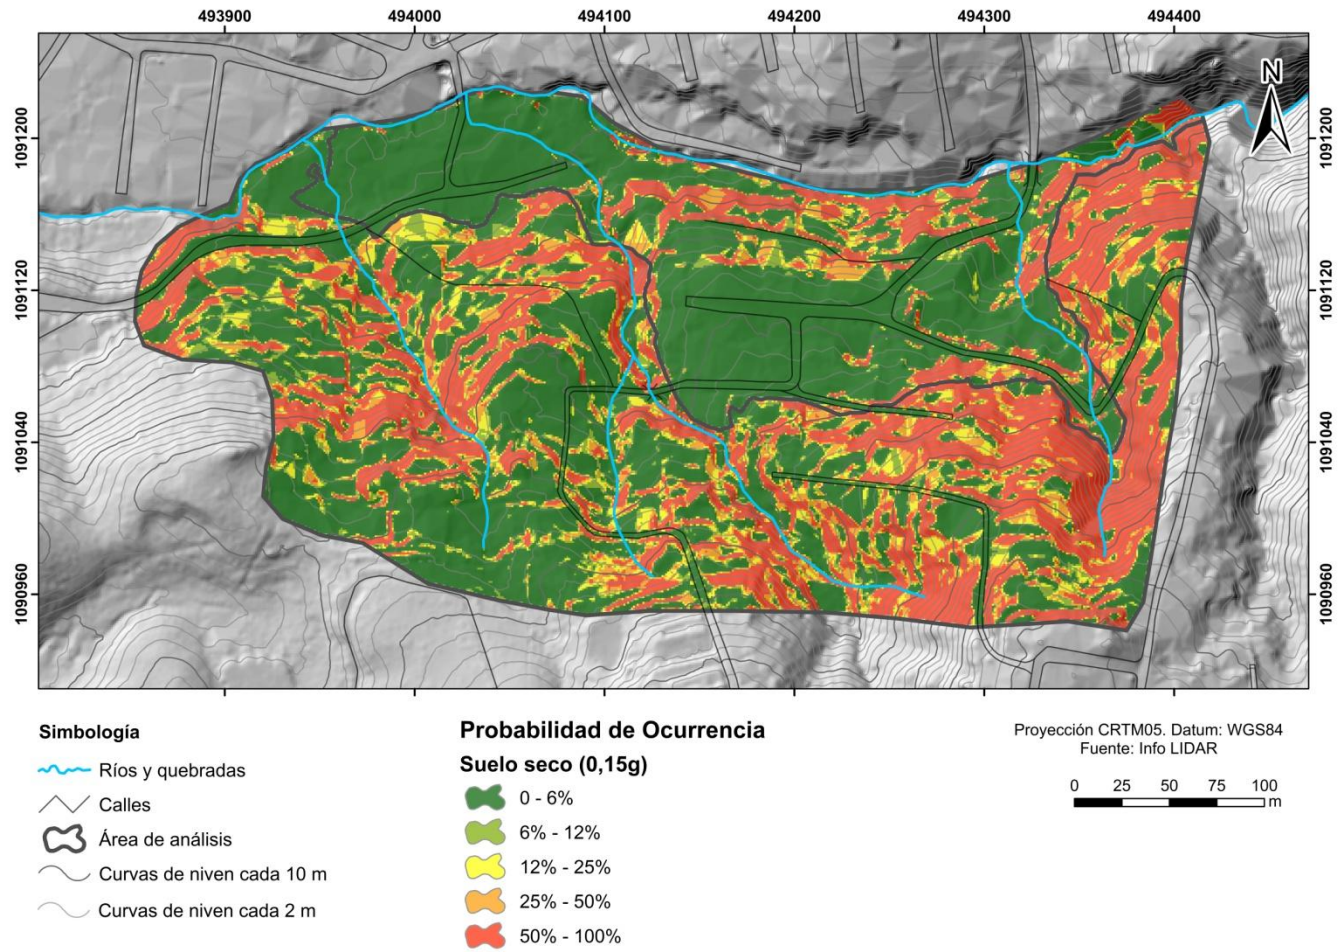 493900 494000 494100 494200 494300 494400
N
1091200 1091200
1091120 1091120
1091040 1091040
1090960 1090960
Simbología
Ríos y quebradas
Calles
Área de análisis
Curvas de niven cada 10 m
Curvas de niven cada 2 m
Probabilidad de Ocurrencia
Suelo seco (0,15g)
0 - 6%
6% - 12%
12% - 25%
25% - 50%
50% - 100%
Proyección CRTM05. Datum: WGS84
Fuente: Info LIDAR
0 25 50 75 100
m